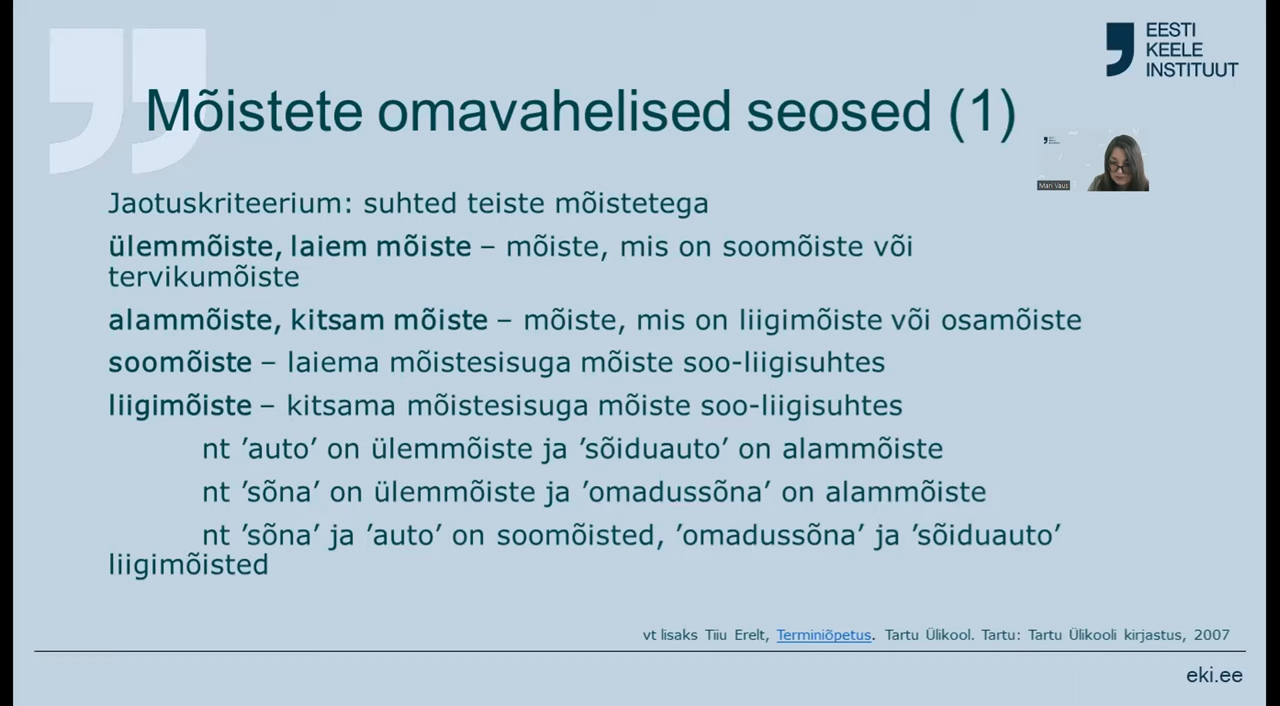 EESTI
KEELE
INSTITUUT
Mõistete omavahelised seosed (1)
Mari Vaus
Jaotuskriteerium: suhted teiste mõistetega
ülemmõiste, laiem mõiste – mõiste, mis on soomõiste või
tervikumõiste
alammõiste, kitsam mõiste – mõiste, mis on liigimõiste või osamõiste
soomõiste – laiema mõistesisuga mõiste soo-liigisuhtes
liigimõiste – kitsama mõistesisuga mõiste soo-liigisuhtes
nt ’auto’ on ülemmõiste ja ’sõiduauto’ on alammõiste
nt ’sõna’ on ülemmõiste ja ’omadussõna’ on alammõiste
nt ’sõna’ ja ’auto’ on soomõisted, ’omadussõna’ ja ’sõiduauto’
liigimõisted
vt lisaks Tiiu Erelt, Terminiõpetus. Tartu Ülikool. Tartu: Tartu Ülikooli kirjastus, 2007
eki.ee